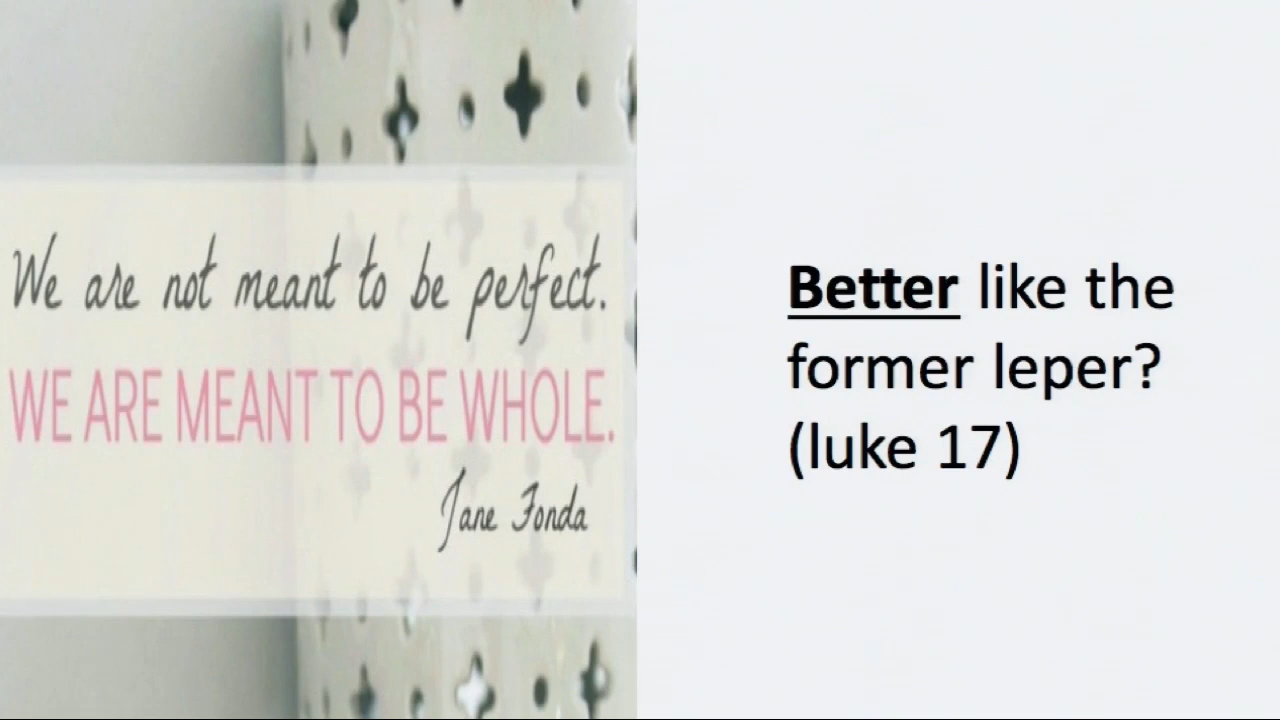 We are not meant to be perfect.
WE ARE MEANT TO BE WHOLE.
Jane Fonda
Better like the
former leper?
(luke 17)